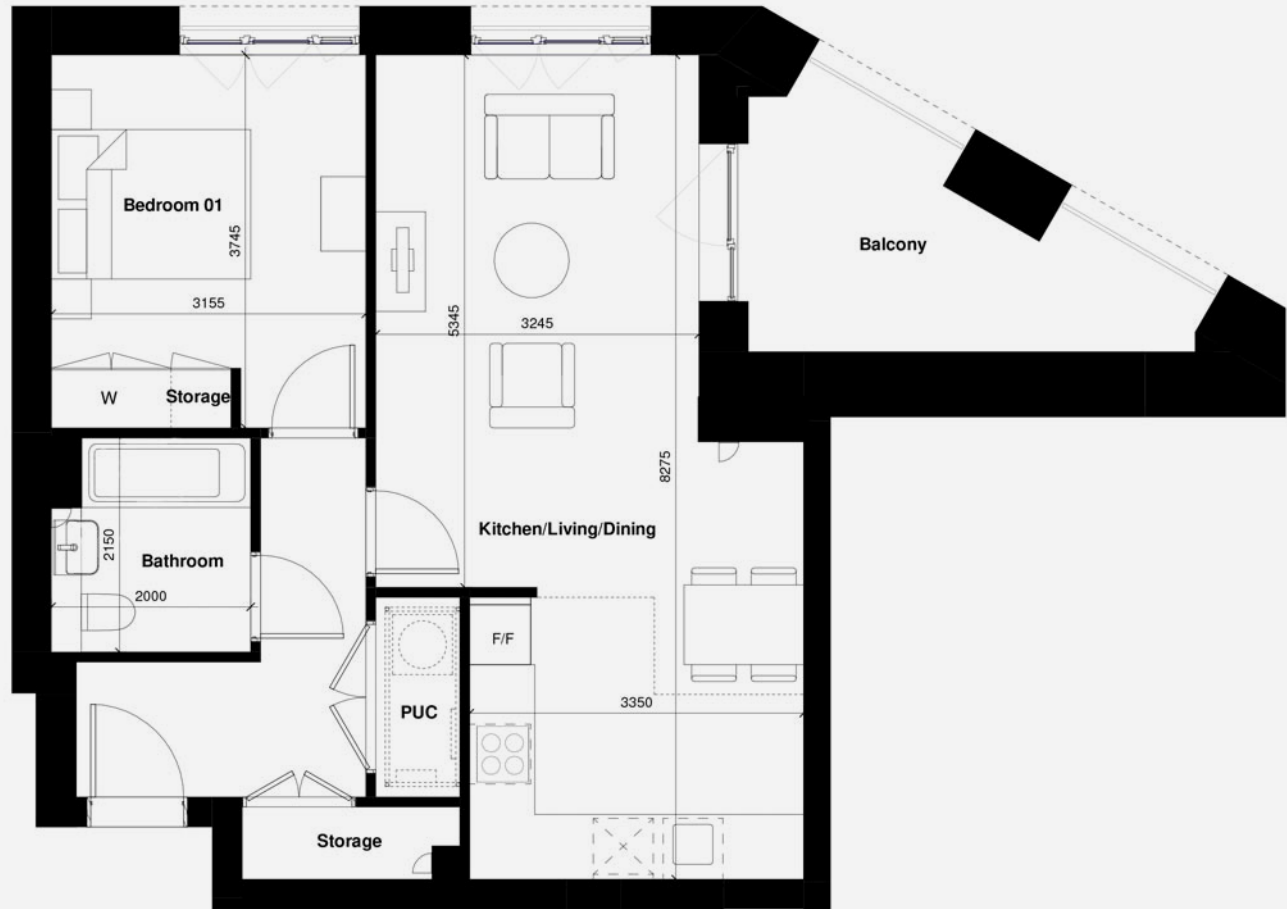 Bedroom 01
3745
3155
W
Storage
5345
3245
Balcony
8275
Kitchen/Living/Dining
2150
Bathroom
2000
F/F
PUC
3350
Storage